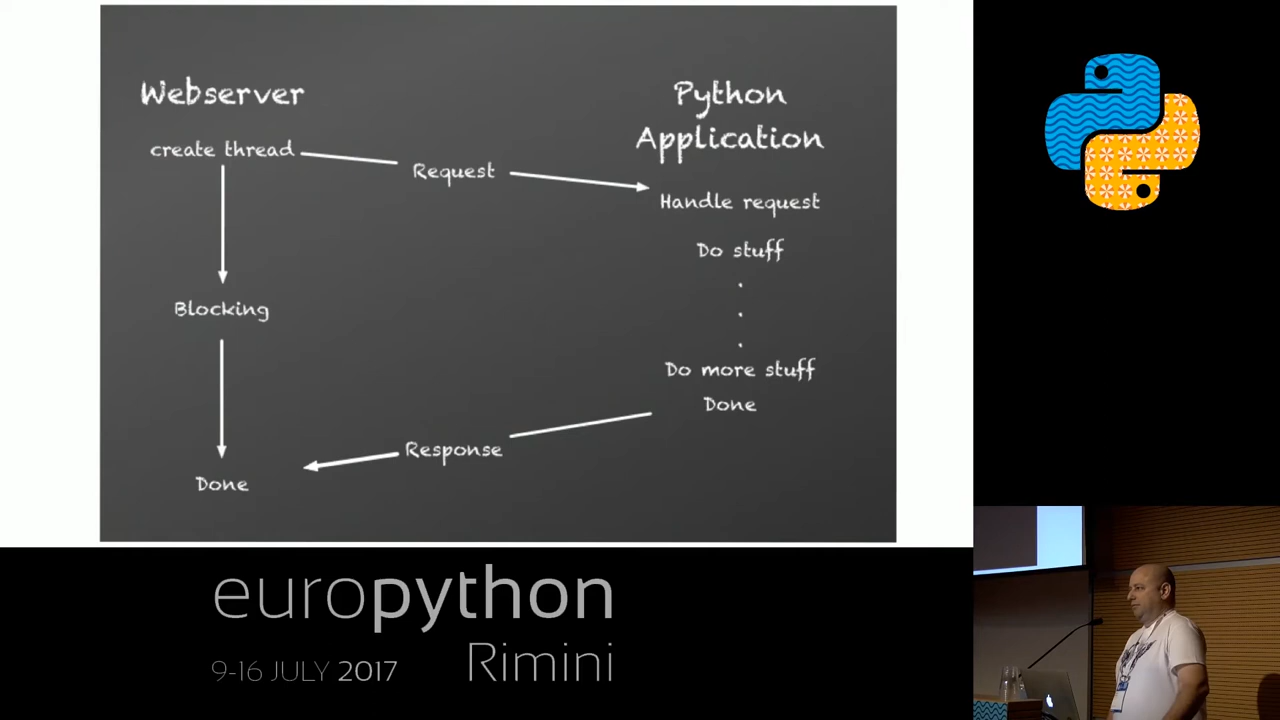 Webserver
create thread
Blocking
Done
Request
Response
Python
Application
Handle request
Do stuff
.
.
.
Do more stuff
Done
europython
9-16 JULY 2017
Rimini